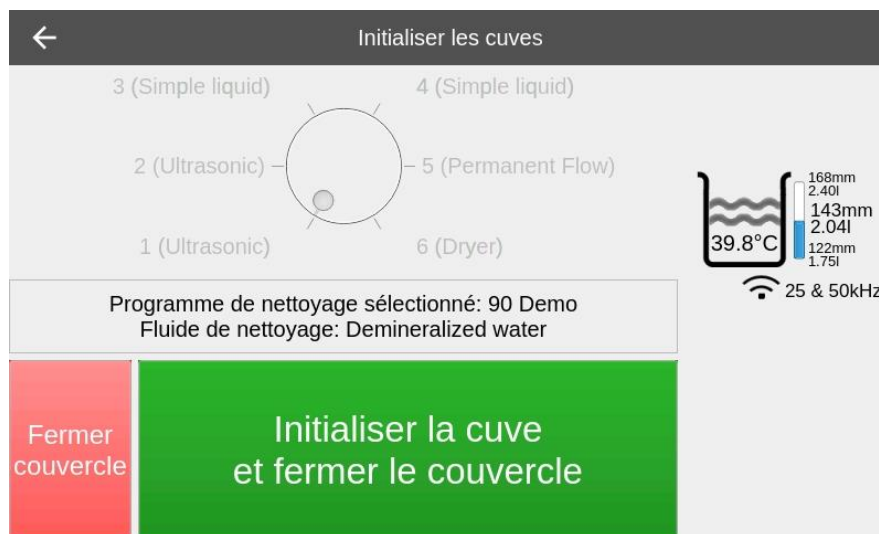 Initialiser les cuves
3 (Simple liquid)
4 (Simple liquid)
2 (Ultrasonic)
5 (Permanent Flow)
1 (Ultrasonic)
6 (Dryer)
168mm
2.40l
143mm
2.04l
39.8°C
122mm
1.75l
25 & 50kHz
Programme de nettoyage sélectionné: 90 Demo
Fluide de nettoyage: Demineralized water
Fermer
couvercle
Initialiser la cuve
et fermer le couvercle